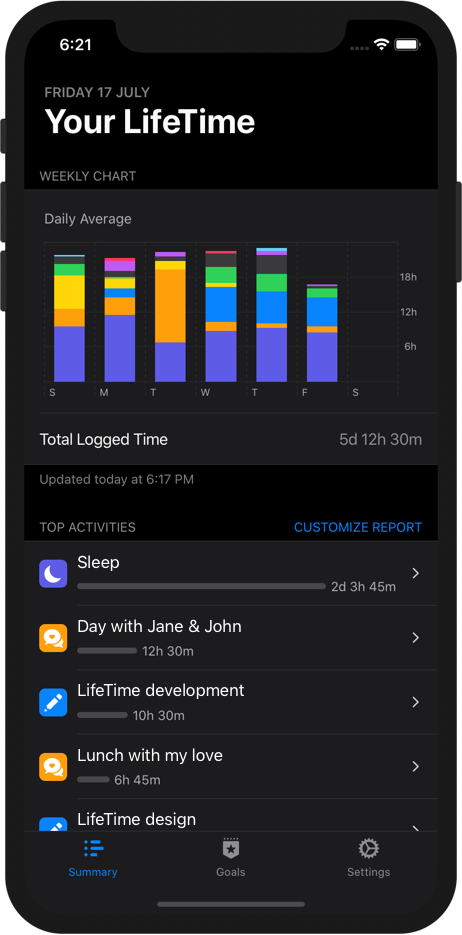 6:21
FRIDAY 17 JULY
Your LifeTime
WEEKLY CHART
Daily Average
18h
12h
6h
S M T W T F S
Total Logged Time 5d 12h 30m
Updated today at 6:17 PM
TOP ACTIVITIES CUSTOMIZE REPORT
Sleep
2d 3h 45m
Day with Jane & John
12h 30m
LifeTime development
10h 30m
Lunch with my love
6h 45m
LifeTime design
Summary Goals Settings